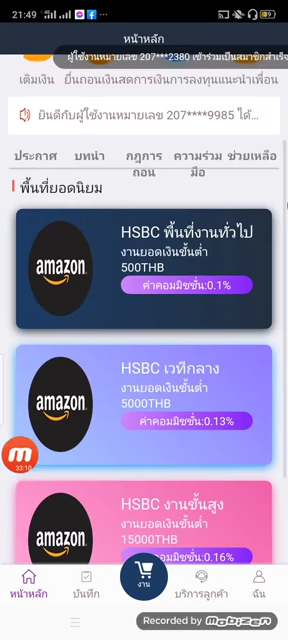 21:49
4G
หน้าหลัก
ผู้ใช้งานหมายเลข 207***2380 เข้าร่วมเป็นสมาชิกสำเร็จ
เติมเงิน ยื่นถอนเงินสด การเงินการลงทุน แนะนำเพื่อน
ยินดีกับผู้ใช้งานหมายเลข 207****9985 ได้...
ประกาศ บทนำ กฎการถอน ความร่วมมือ ช่วยเหลือ
พื้นที่ยอดนิยม
amazon
HSBC พื้นที่งานทั่วไป
งานยอดเงินขั้นต่ำ
500THB
ค่าคอมมิชชั่น:0.1%
amazon
HSBC เวทีกลาง
งานยอดเงินขั้นต่ำ
5000THB
ค่าคอมมิชชั่น:0.13%
33:10
amazon
HSBC งานขั้นสูง
งานยอดเงินขั้นต่ำ
15000THB
ค่าคอมมิชชั่น:0.16%
หน้าหลัก บันทึก งาน บริการลูกค้า ฉัน
Recorded by mobizen